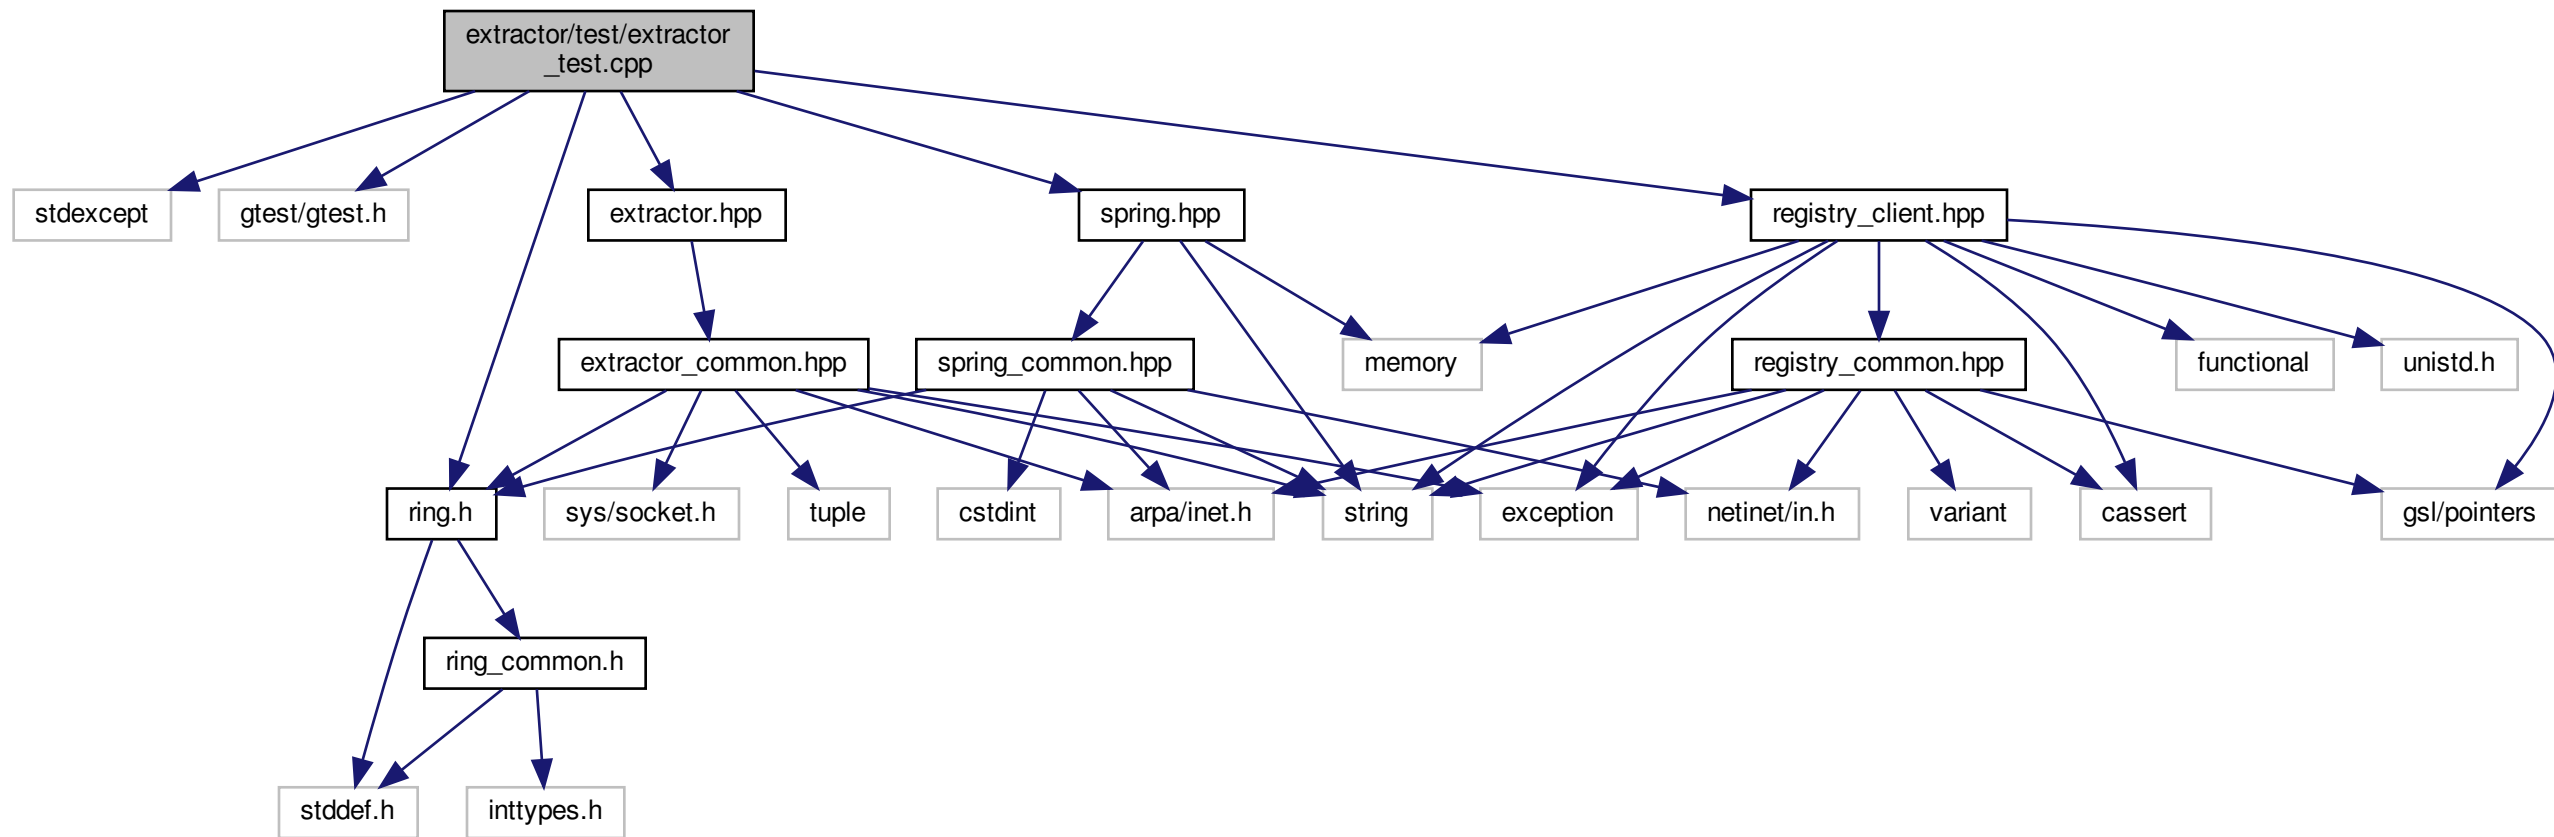 extractor/test/extractor
_test.cpp
stdexcept
gtest/gtest.h
extractor.hpp
spring.hpp
registry_client.hpp
extractor_common.hpp
spring_common.hpp
memory
registry_common.hpp
functional
unistd.h
ring.h
sys/socket.h
tuple
cstdint
arpa/inet.h
string
exception
netinet/in.h
variant
cassert
gsl/pointers
ring_common.h
stddef.h
inttypes.h